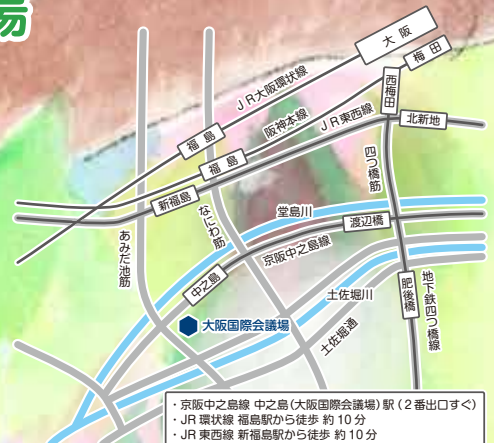 場
大阪
梅田
西梅田
JR大阪環状線
福島
阪神本線
JR東西線
北新地
福島
新福島
四つ橋筋
なにわ筋
堂島川
渡辺橋
あみだ池筋
中之島
京阪中之島線
肥後橋
地下鉄四つ橋線
土佐堀川
大阪国際会議場
土佐堀通
・京阪中之島線 中之島(大阪国際会議場)駅(2番出口すぐ)
・JR環状線 福島駅から徒歩 約10分
・JR東西線 新福島駅から徒歩 約10分